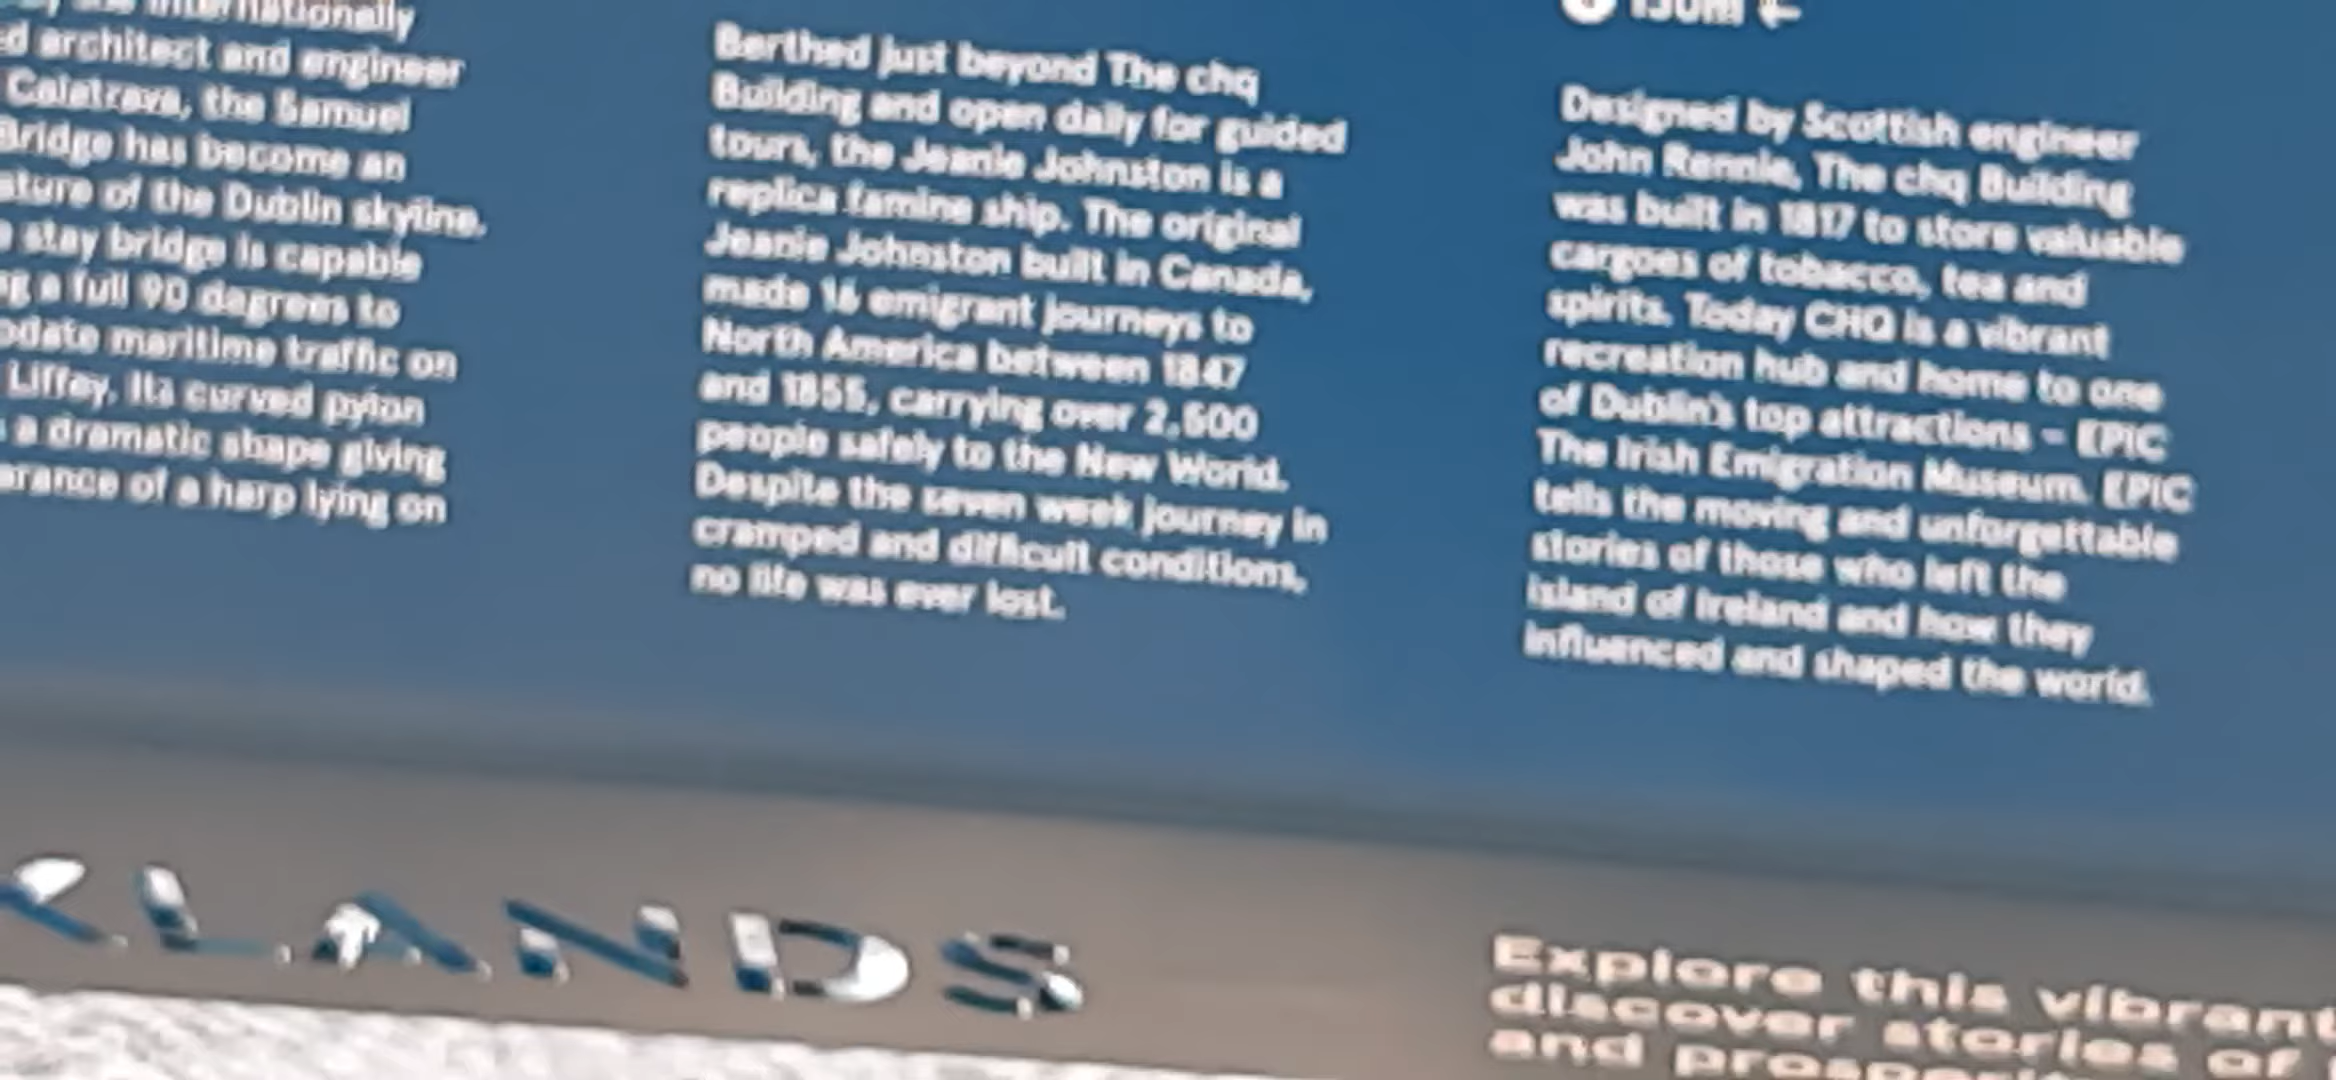 internationally
architect and engineer
Calatrava, the Samuel
Bridge has become an
of the Dublin skyline.
stay bridge is capable
a full 90 degrees to
maritime traffic on
Liffey. Its curved pylon
a dramatic shape giving
of a harp lying on
Berthed just beyond The chq
Building and open daily for guided
tours, the Jeanie Johnston is a
replica famine ship. The original
Jeanie Johnston built in Canada,
made 16 emigrant journeys to
North America between 1847
and 1855, carrying over 2,500
people safely to the New World.
Despite the seven week journey in
cramped and difficult conditions,
no life was ever lost.
150m ←
Designed by Scottish engineer
John Rennie, The chq Building
was built in 1817 to store valuable
cargoes of tobacco, tea and
spirits. Today CHQ is a vibrant
recreation hub and home to one
of Dublin's top attractions – EPIC
The Irish Emigration Museum. EPIC
tells the moving and unforgettable
stories of those who left the
island of Ireland and how they
influenced and shaped the world.
KLANDS
Explore this vibrant
discover stories of
and